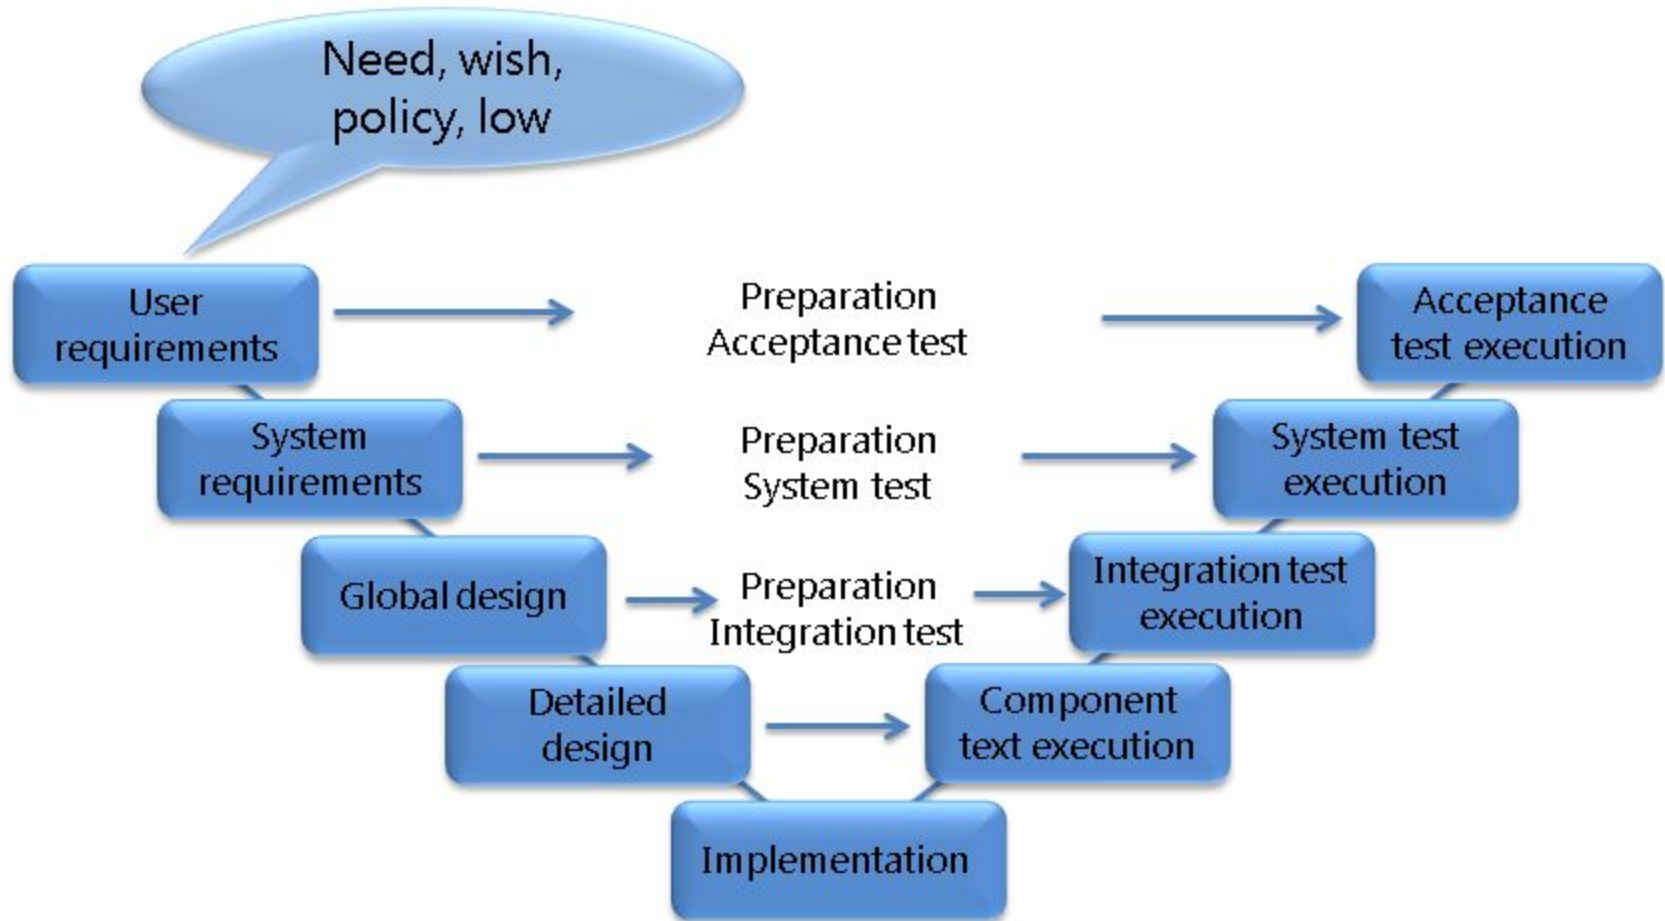 Need, wish,
policy, low
User
requirements
Preparation
Acceptance test
Acceptance
test execution
System
requirements
Preparation
System test
System test
execution
Global design
Preparation
Integration test
Integration test
execution
Detailed
design
Component
text execution
Implementation